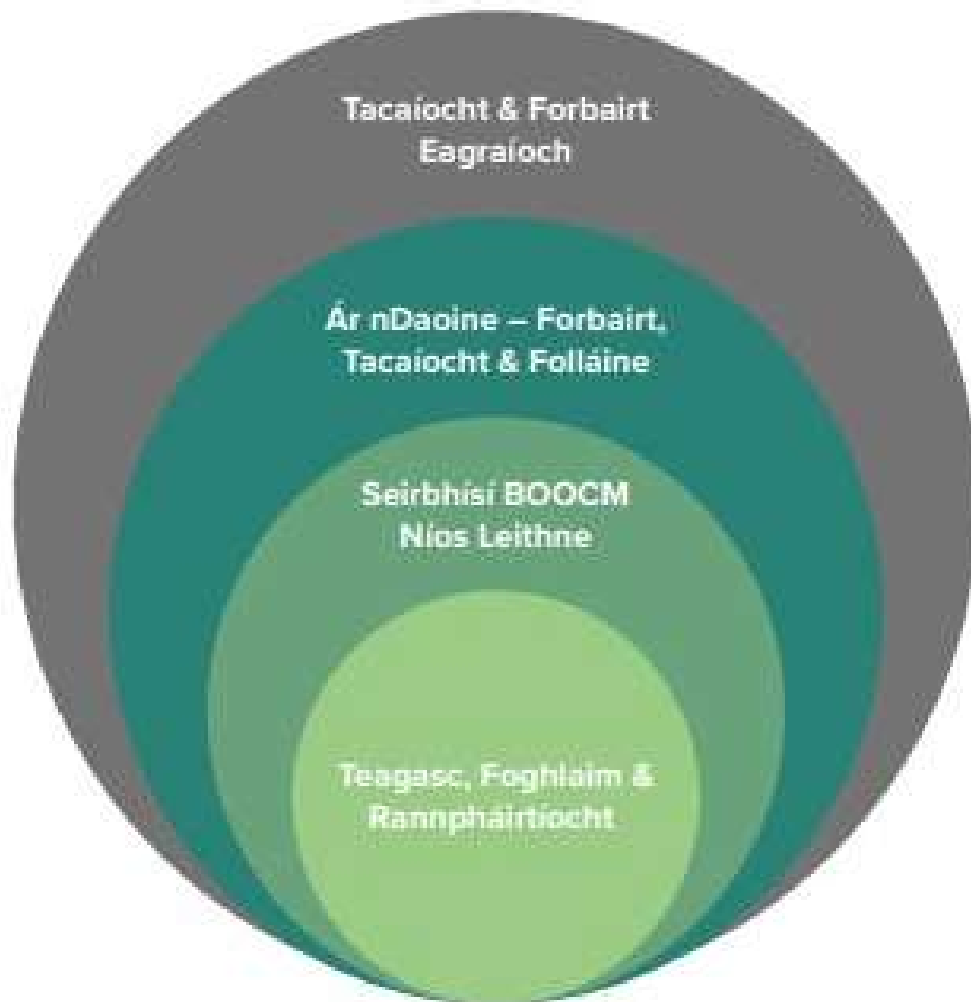 Tacaíocht & Forbairt
Eagraíoch
Ár nDaoine – Forbairt,
Tacaíocht & Folláine
Seirbhísí BOOCM
Níos Leithne
Teagasc, Foghlaim &
Rannpháirtíocht